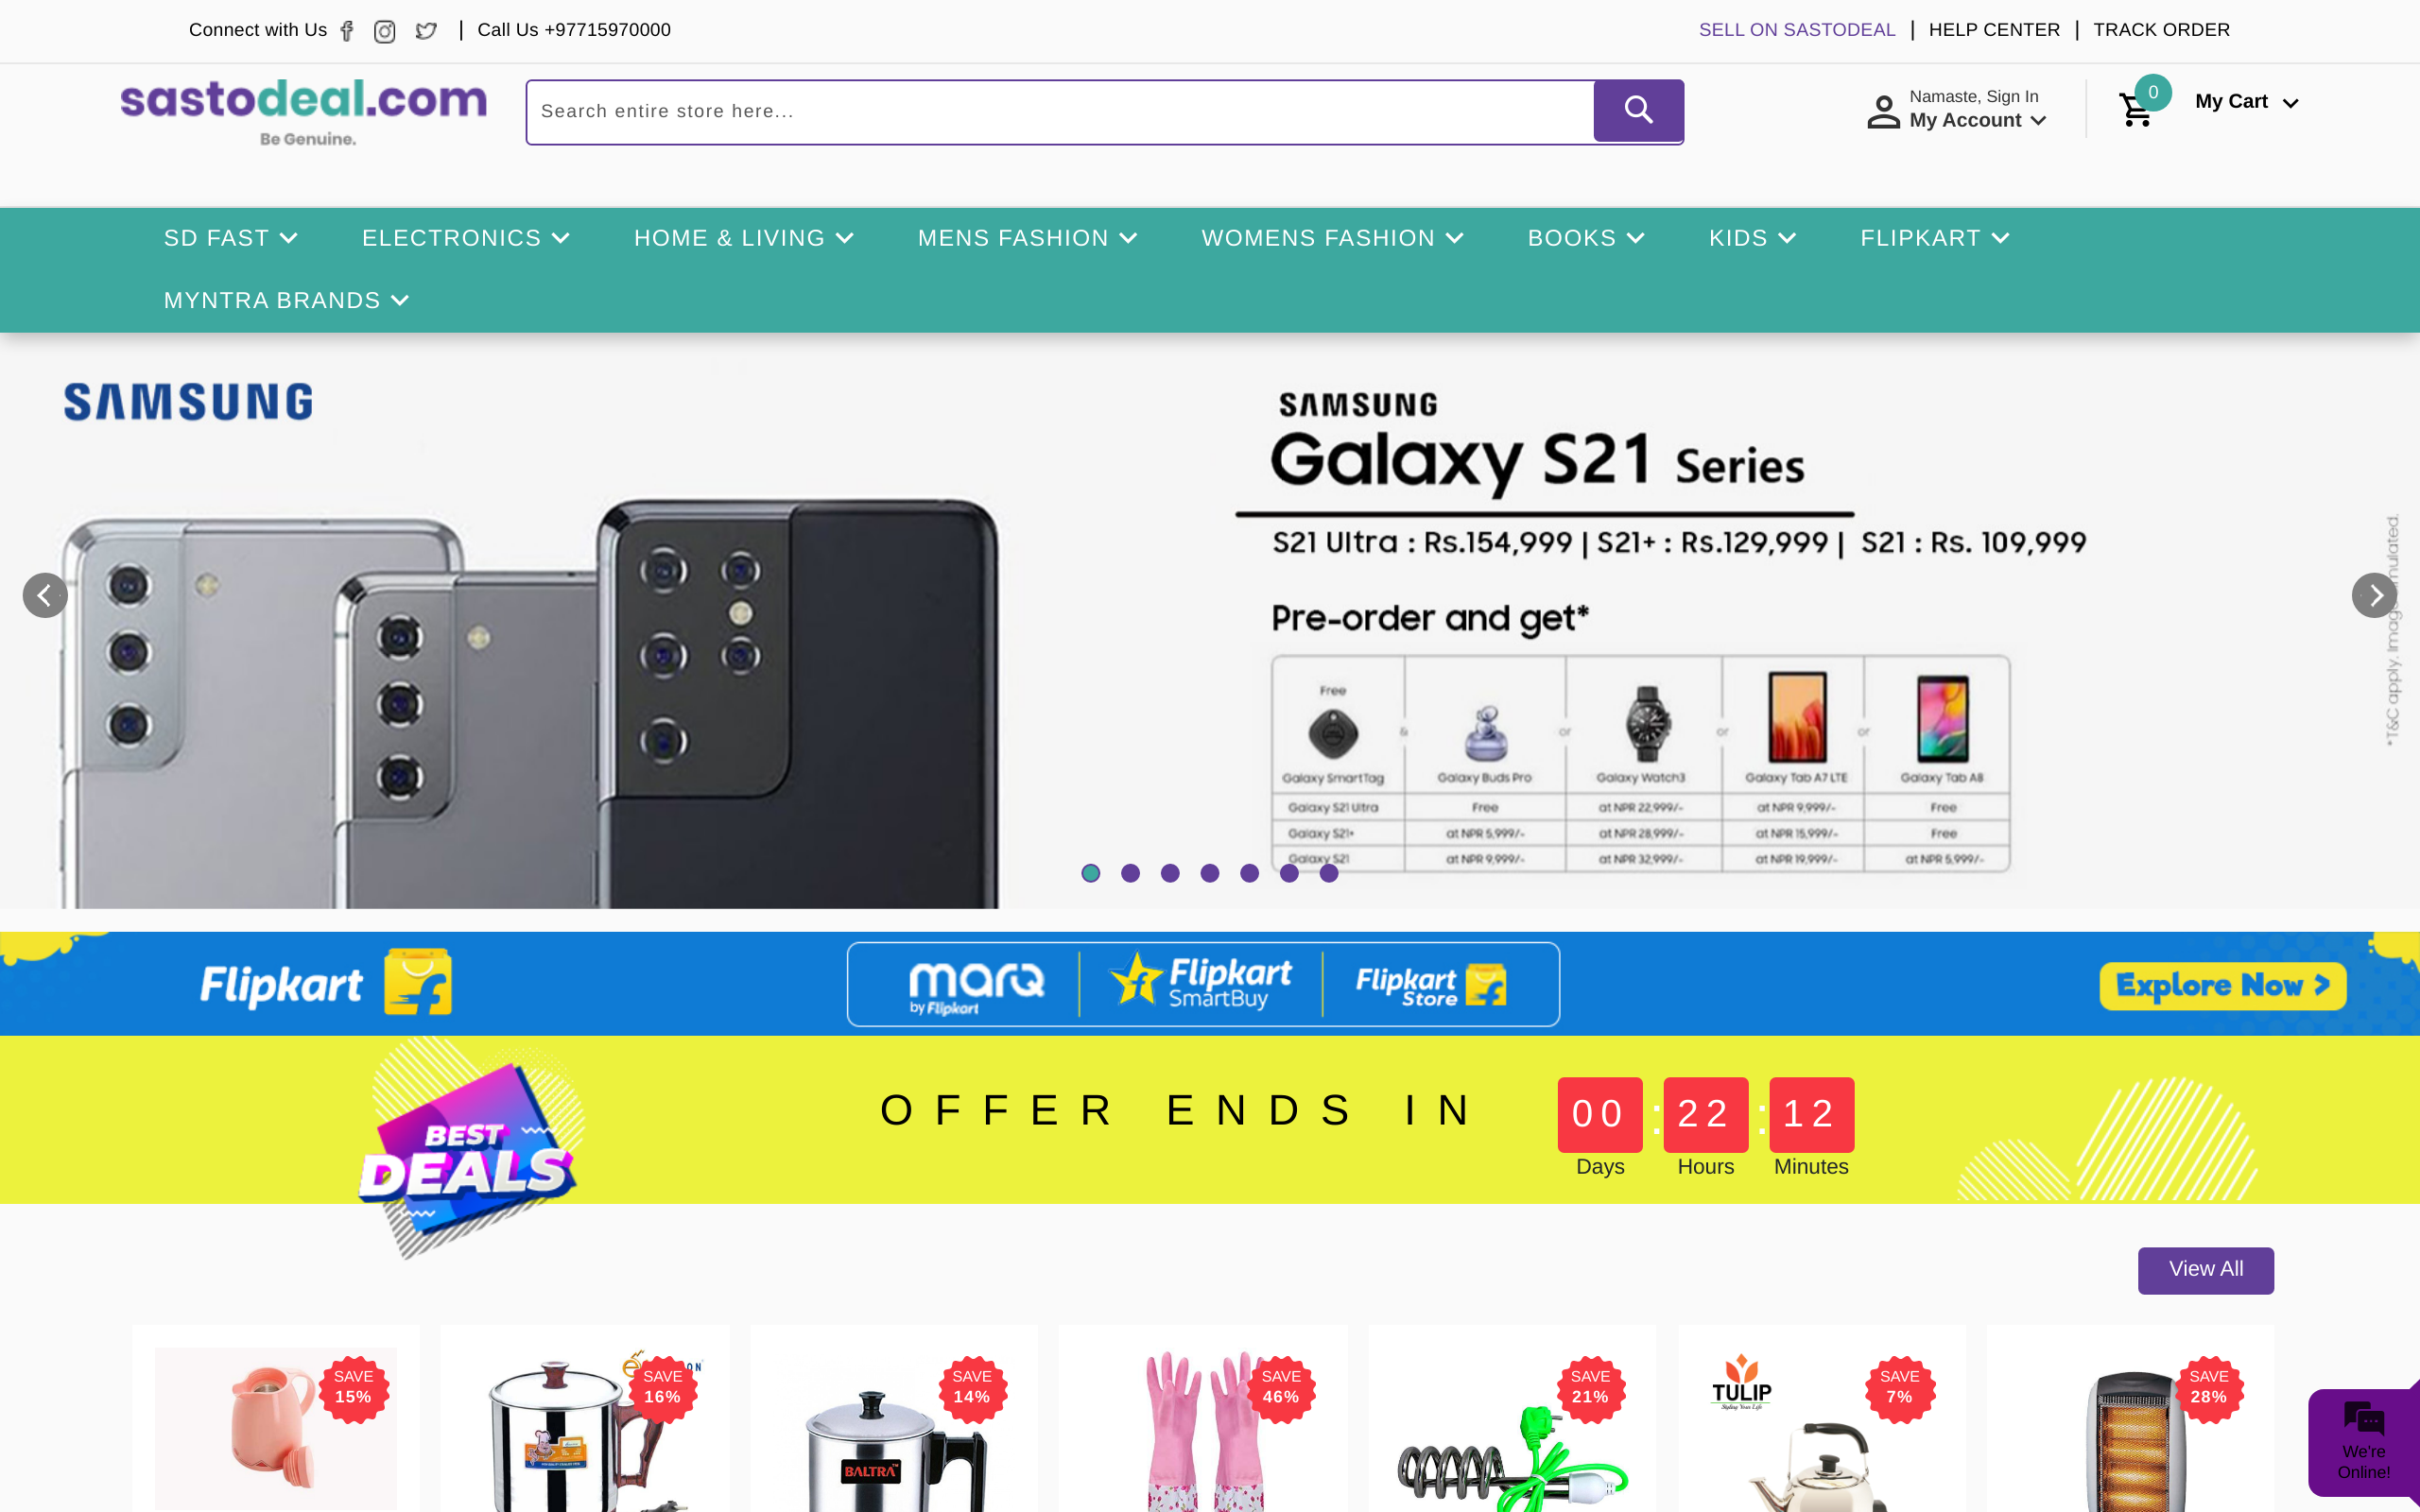 Connect with Us | Call Us +97715970000
SELL ON SASTODEAL | HELP CENTER | TRACK ORDER
sastodeal.com
Be Genuine.
Search entire store here...
Namaste, Sign In
My Account
0
My Cart
SD FAST ELECTRONICS HOME & LIVING MENS FASHION WOMENS FASHION BOOKS KIDS FLIPKART
MYNTRA BRANDS
SAMSUNG
SAMSUNG
Galaxy S21 Series
S21 Ultra : Rs.154,999 | S21+ : Rs.129,999 | S21 : Rs. 109,999
Pre-order and get*
Free
& or or or
Galaxy SmartTag Galaxy Buds Pro Galaxy Watch3 Galaxy Tab A7 LTE Galaxy Tab A8
Galaxy S21 Ultra Free at NPR 22,999/- at NPR 9,999/- Free
Galaxy S21+ at NPR 5,999/- at NPR 28,999/- at NPR 15,999/- Free
Galaxy S21 at NPR 9,999/- at NPR 32,999/- at NPR 19,999/- at NPR 5,999/-
*T&C apply.
Flipkart
marq
by Flipkart
Flipkart
SmartBuy
Flipkart
Store
Explore Now >
BEST
DEALS
OFFER ENDS IN
00 : 22 : 12
Days Hours Minutes
View All
SAVE
15%
SAVE
16%
SAVE
14%
BALTRA
SAVE
46%
SAVE
21%
TULIP
Styling Your Life
SAVE
7%
SAVE
28%
We're
Online!